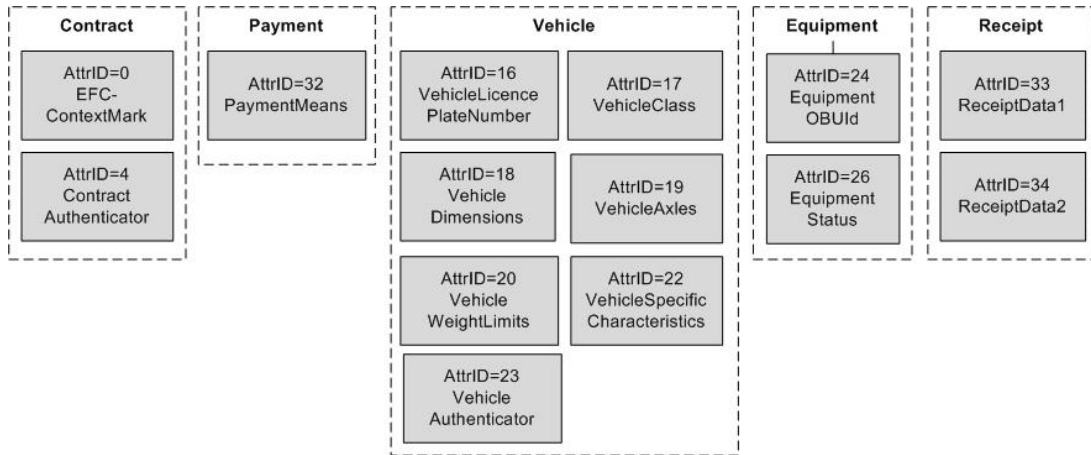 Contract
AttrID=0
EFC-
ContextMark
AttrID=4
Contract
Authenticator
Payment
AttrID=32
PaymentMeans
Vehicle
AttrID=16
VehicleLicence
PlateNumber
AttrID=17
VehicleClass
AttrID=18
Vehicle
Dimensions
AttrID=19
VehicleAxles
AttrID=20
Vehicle
WeightLimits
AttrID=22
VehicleSpecific
Characteristics
AttrID=23
Vehicle
Authenticator
Equipment
AttrID=24
Equipment
OBUId
AttrID=26
Equipment
Status
Receipt
AttrID=33
ReceiptData1
AttrID=34
ReceiptData2